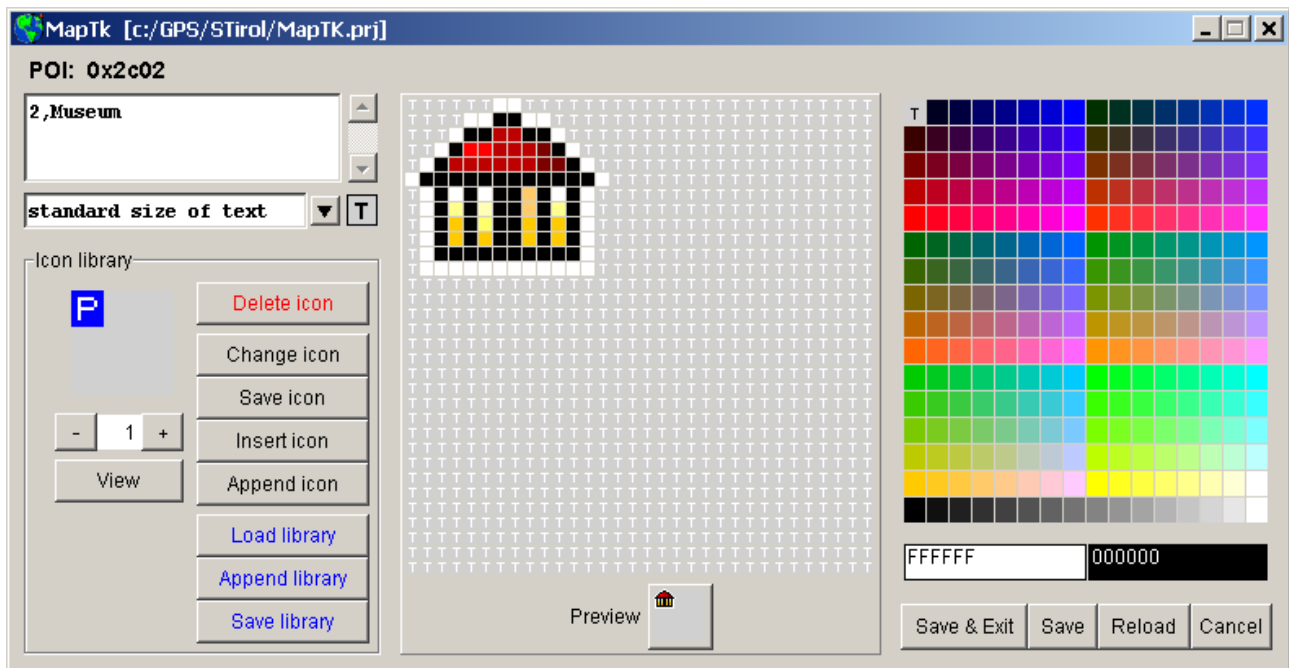 MapTk [c:/GPS/STirol/MapTK.prj]
POI: 0x2c02
2,Museum
standard size of text
T
Icon library
P
Delete icon
Change icon
Save icon
- 1 +
Insert icon
View
Append icon
Load library
Append library
Save library
Preview
T
FFFFFF 000000
Save & Exit Save Reload Cancel